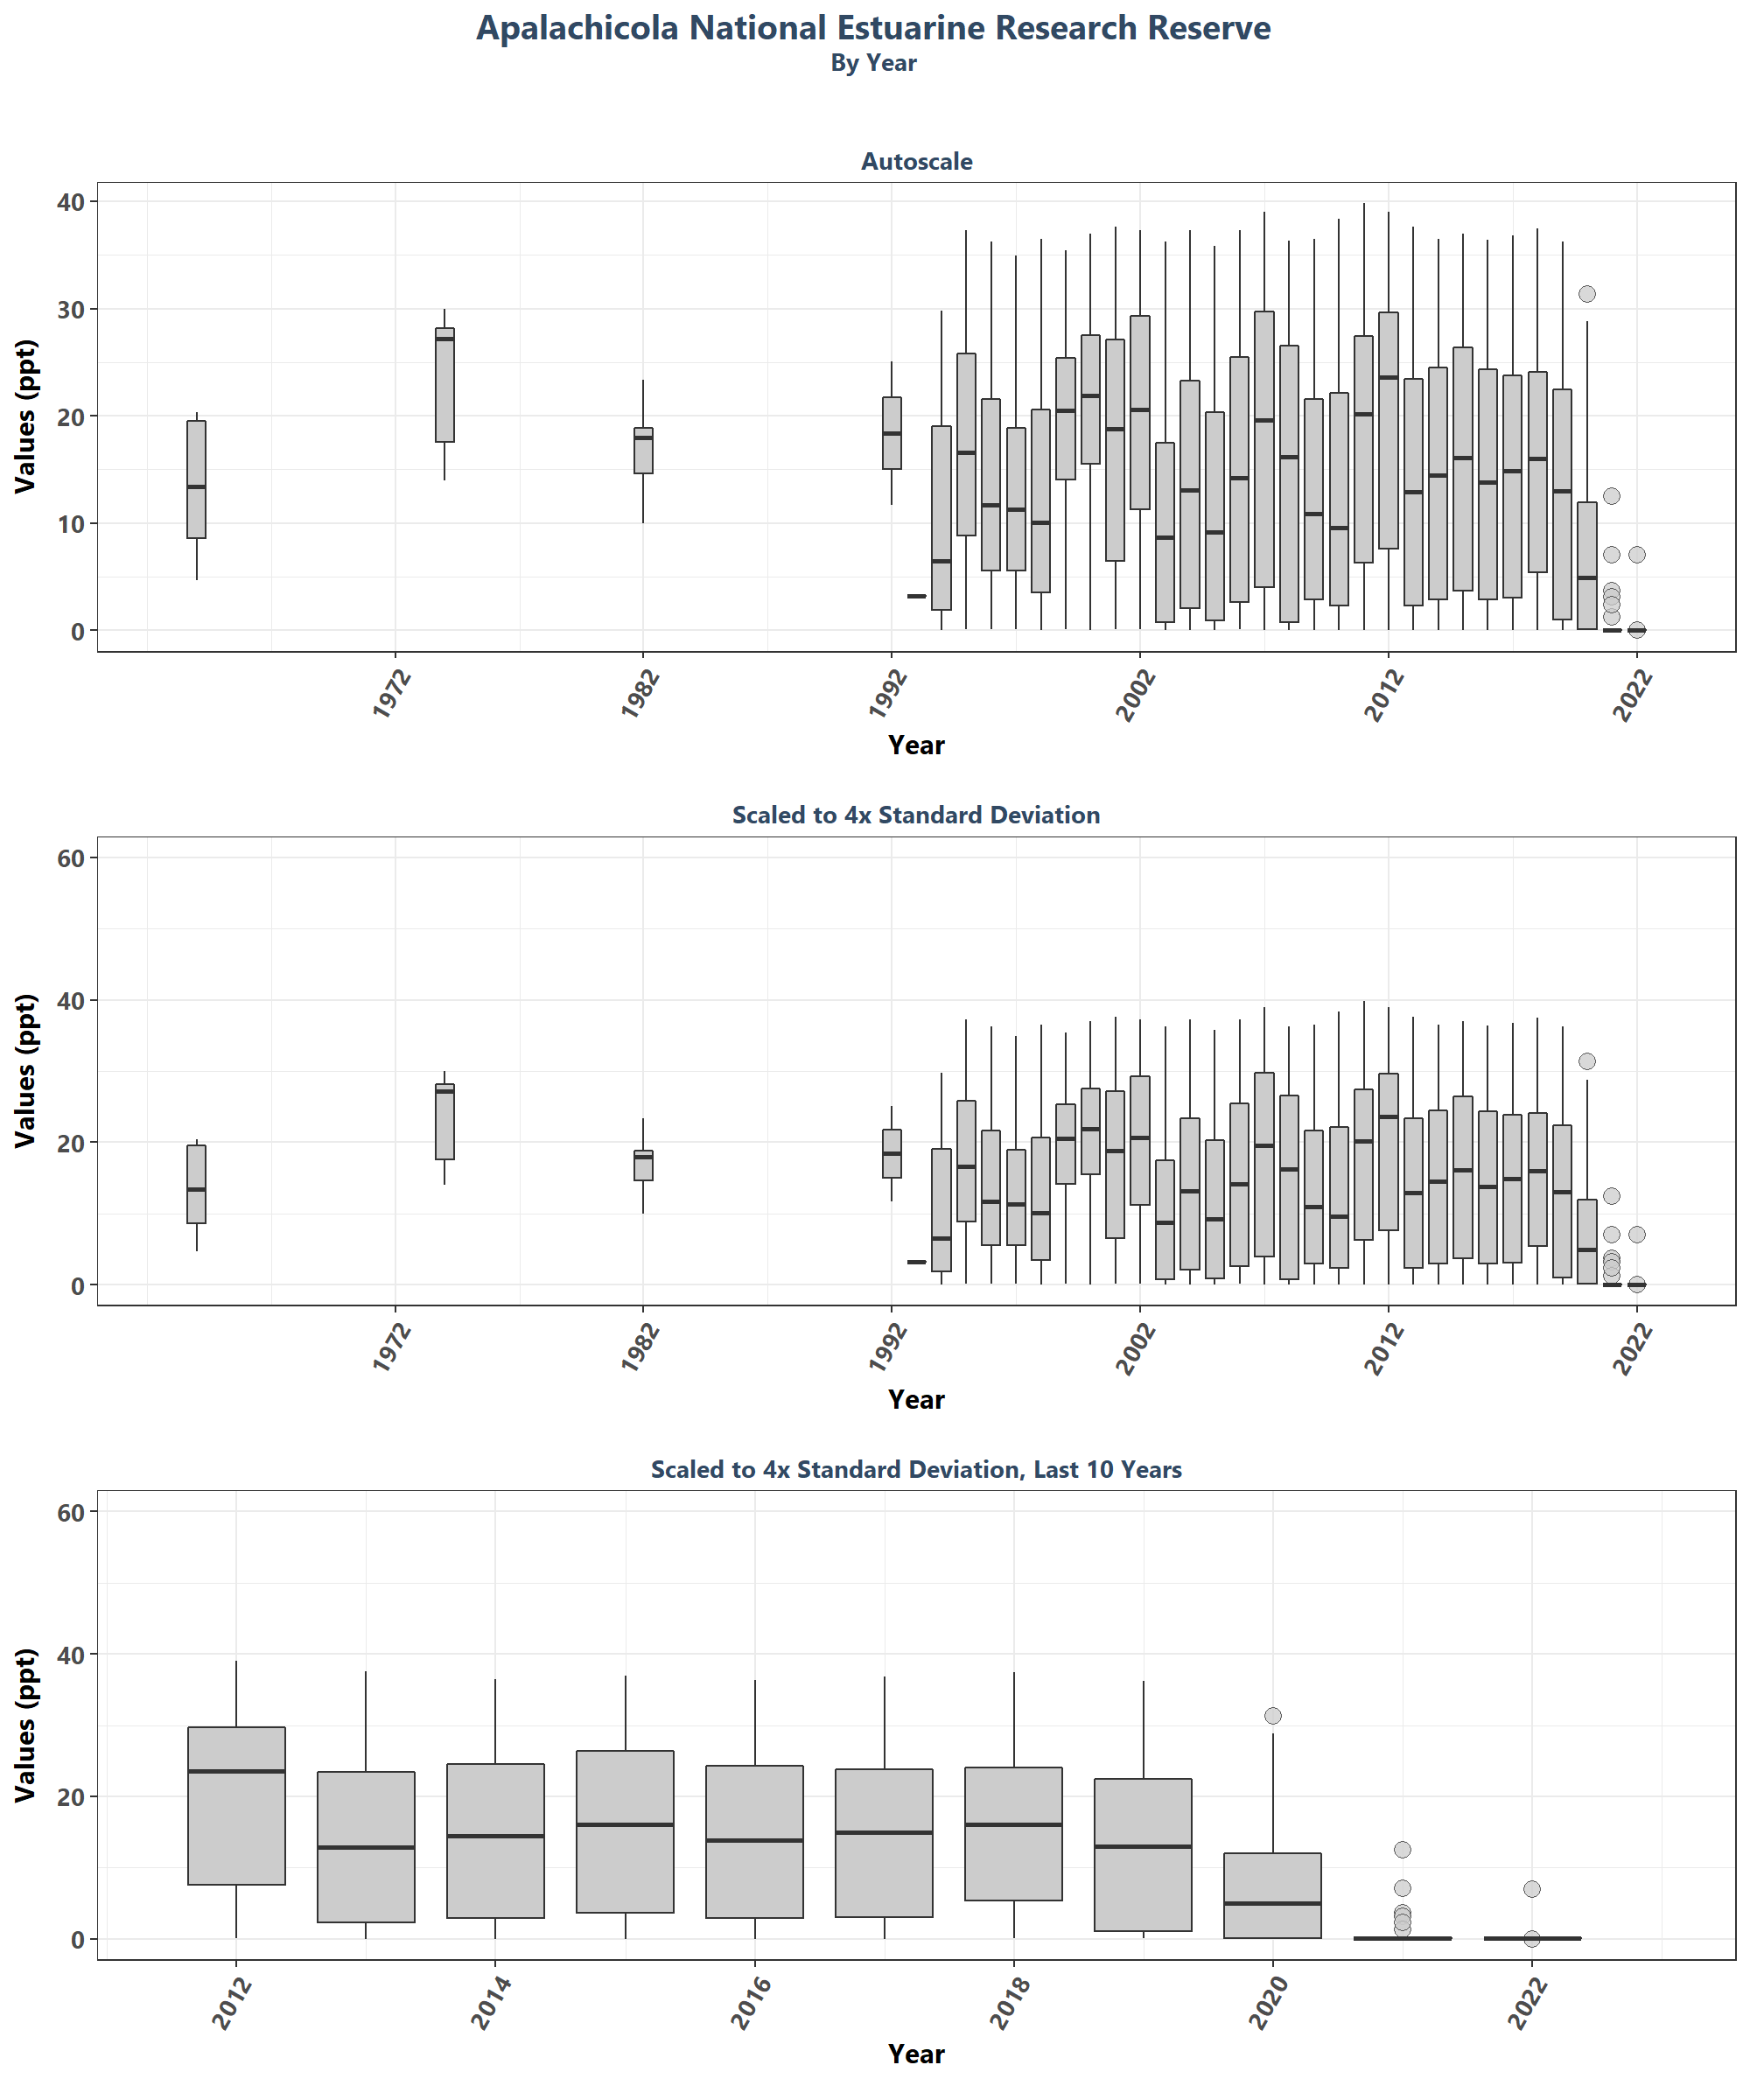 Apalachicola National Estuarine Research Reserve
By Year
Autoscale
Values (ppt)
40
30
20
10
0
1972 1982 1992 2002 2012 2022
Year
Scaled to 4x Standard Deviation
Values (ppt)
60
40
20
0
1972 1982 1992 2002 2012 2022
Year
Scaled to 4x Standard Deviation, Last 10 Years
Values (ppt)
60
40
20
0
2012 2014 2016 2018 2020 2022
Year